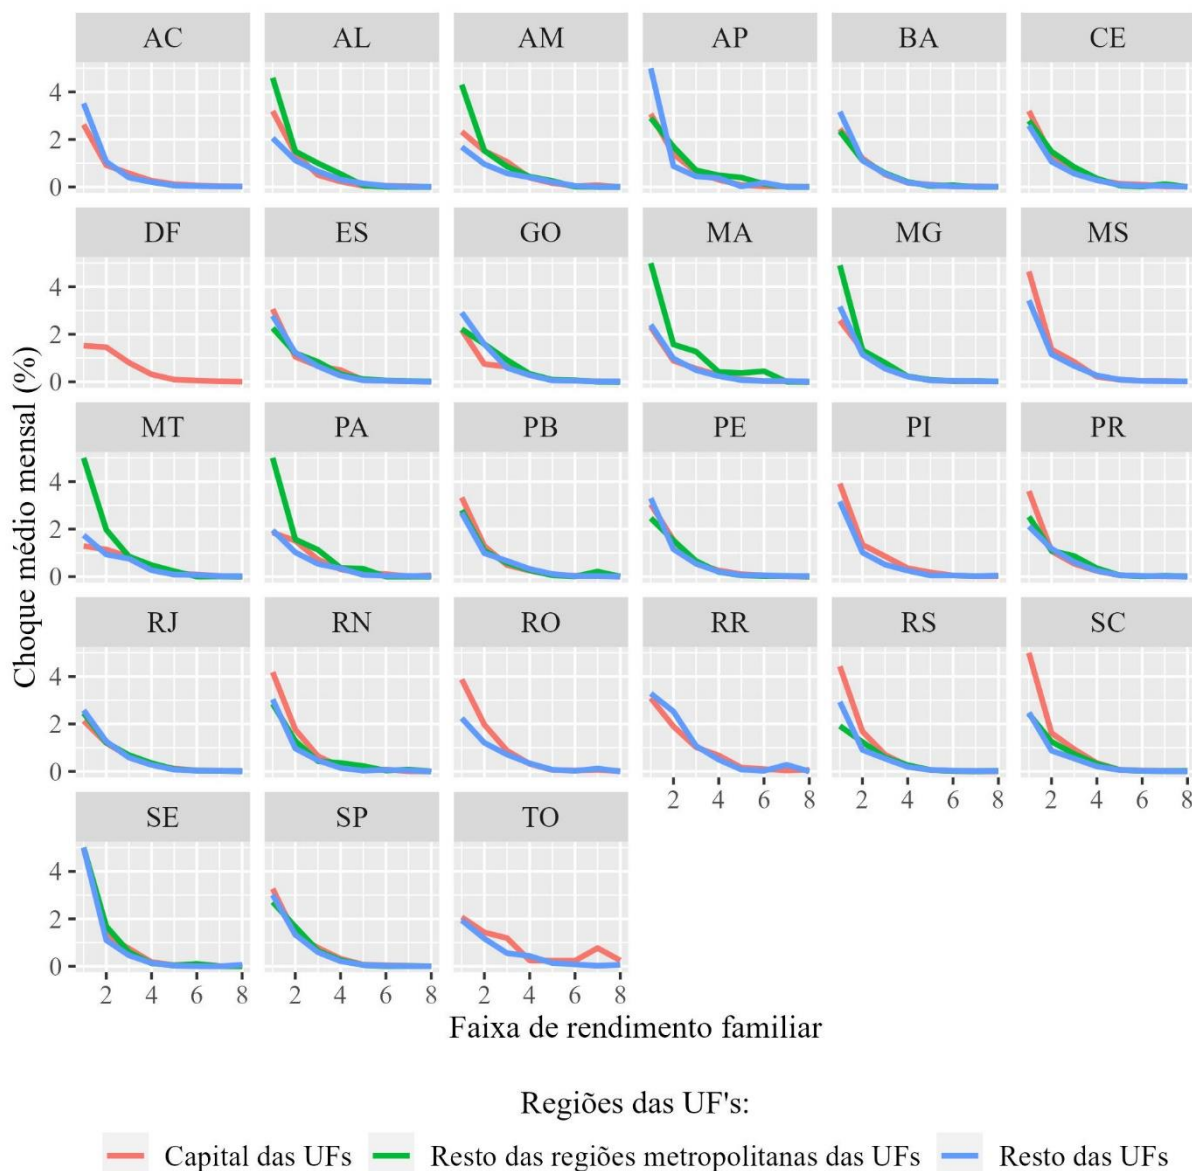 AC AL AM AP BA CE
4
2
0
DF ES GO MA MG MS
4
2
0
MT PA PB PE PI PR
4
2
0
RJ RN RO RR RS SC
4
2
0
2 4 6 8 2 4 6 8 2 4 6 8
SE SP TO
4
2
0
2 4 6 8 2 4 6 8 2 4 6 8
Choque médio mensal (%)
Faixa de rendimento familiar
Regiões das UF's:
Capital das UFs Resto das regiões metropolitanas das UFs Resto das UFs